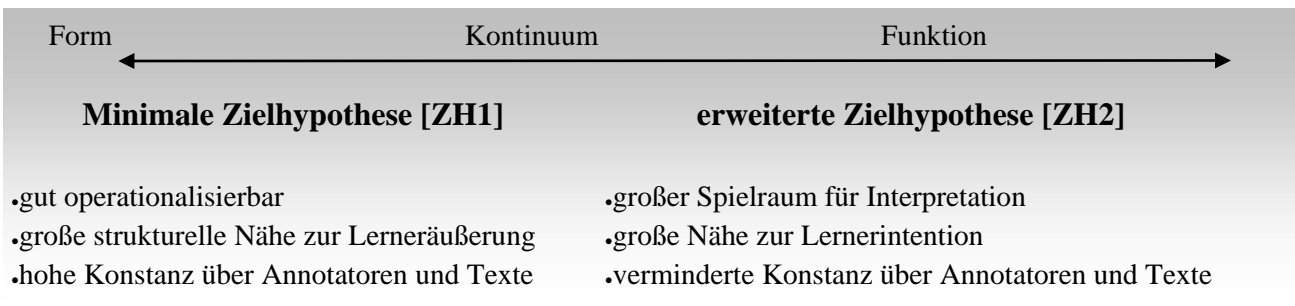 Form Kontinuum Funktion
Minimale Zielhypothese [ZH1] erweiterte Zielhypothese [ZH2]
•gut operationalisierbar •großer Spielraum für Interpretation
•große strukturelle Nähe zur Lerneräußerung •große Nähe zur Lernerintention
•hohe Konstanz über Annotatoren und Texte •verminderte Konstanz über Annotatoren und Texte